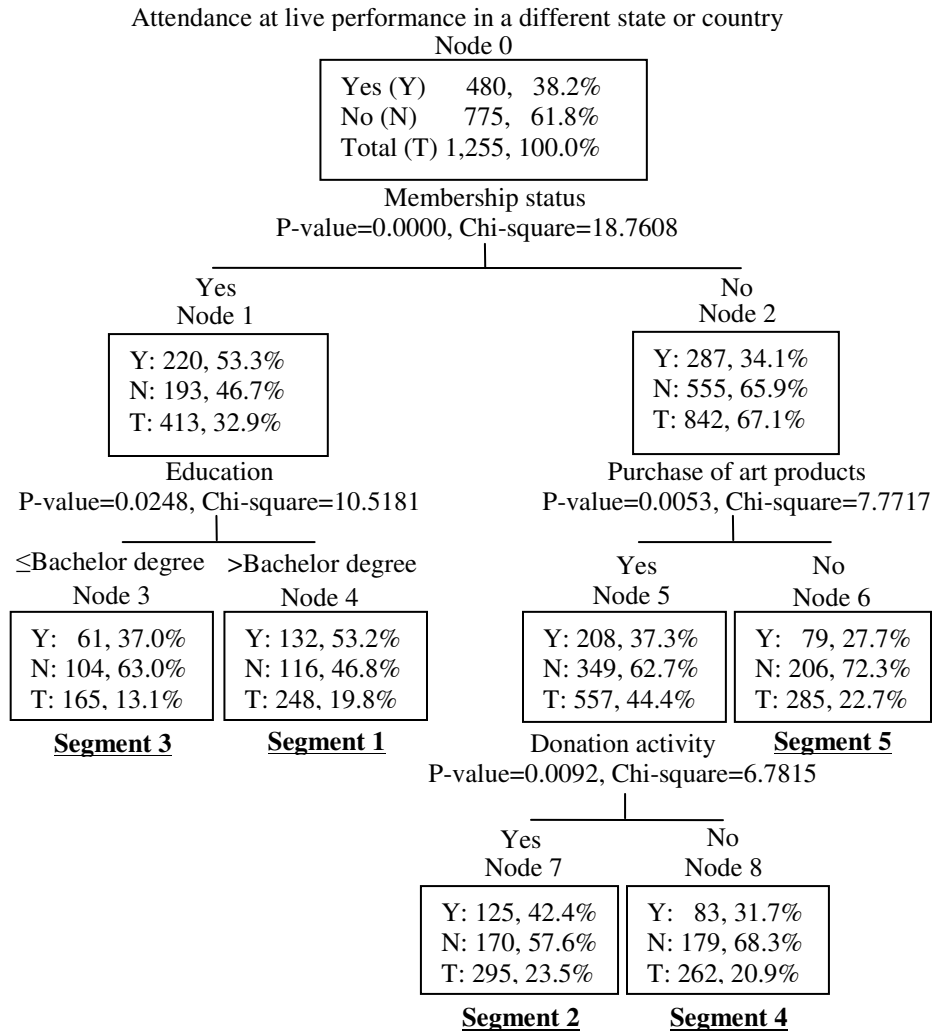 Attendance at live performance in a different state or country
Node 0
Yes (Y) 480, 38.2%
No (N) 775, 61.8%
Total (T) 1,255, 100.0%
Membership status
P-value=0.0000, Chi-square=18.7608
Yes
Node 1
Y: 220, 53.3%
N: 193, 46.7%
T: 413, 32.9%
No
Node 2
Y: 287, 34.1%
N: 555, 65.9%
T: 842, 67.1%
Education
P-value=0.0248, Chi-square=10.5181
≤Bachelor degree
Node 3
Y: 61, 37.0%
N: 104, 63.0%
T: 165, 13.1%
Segment 3
>Bachelor degree
Node 4
Y: 132, 53.2%
N: 116, 46.8%
T: 248, 19.8%
Segment 1
Purchase of art products
P-value=0.0053, Chi-square=7.7717
Yes
Node 5
Y: 208, 37.3%
N: 349, 62.7%
T: 557, 44.4%
No
Node 6
Y: 79, 27.7%
N: 206, 72.3%
T: 285, 22.7%
Segment 5
Donation activity
P-value=0.0092, Chi-square=6.7815
Yes
Node 7
Y: 125, 42.4%
N: 170, 57.6%
T: 295, 23.5%
Segment 2
No
Node 8
Y: 83, 31.7%
N: 179, 68.3%
T: 262, 20.9%
Segment 4